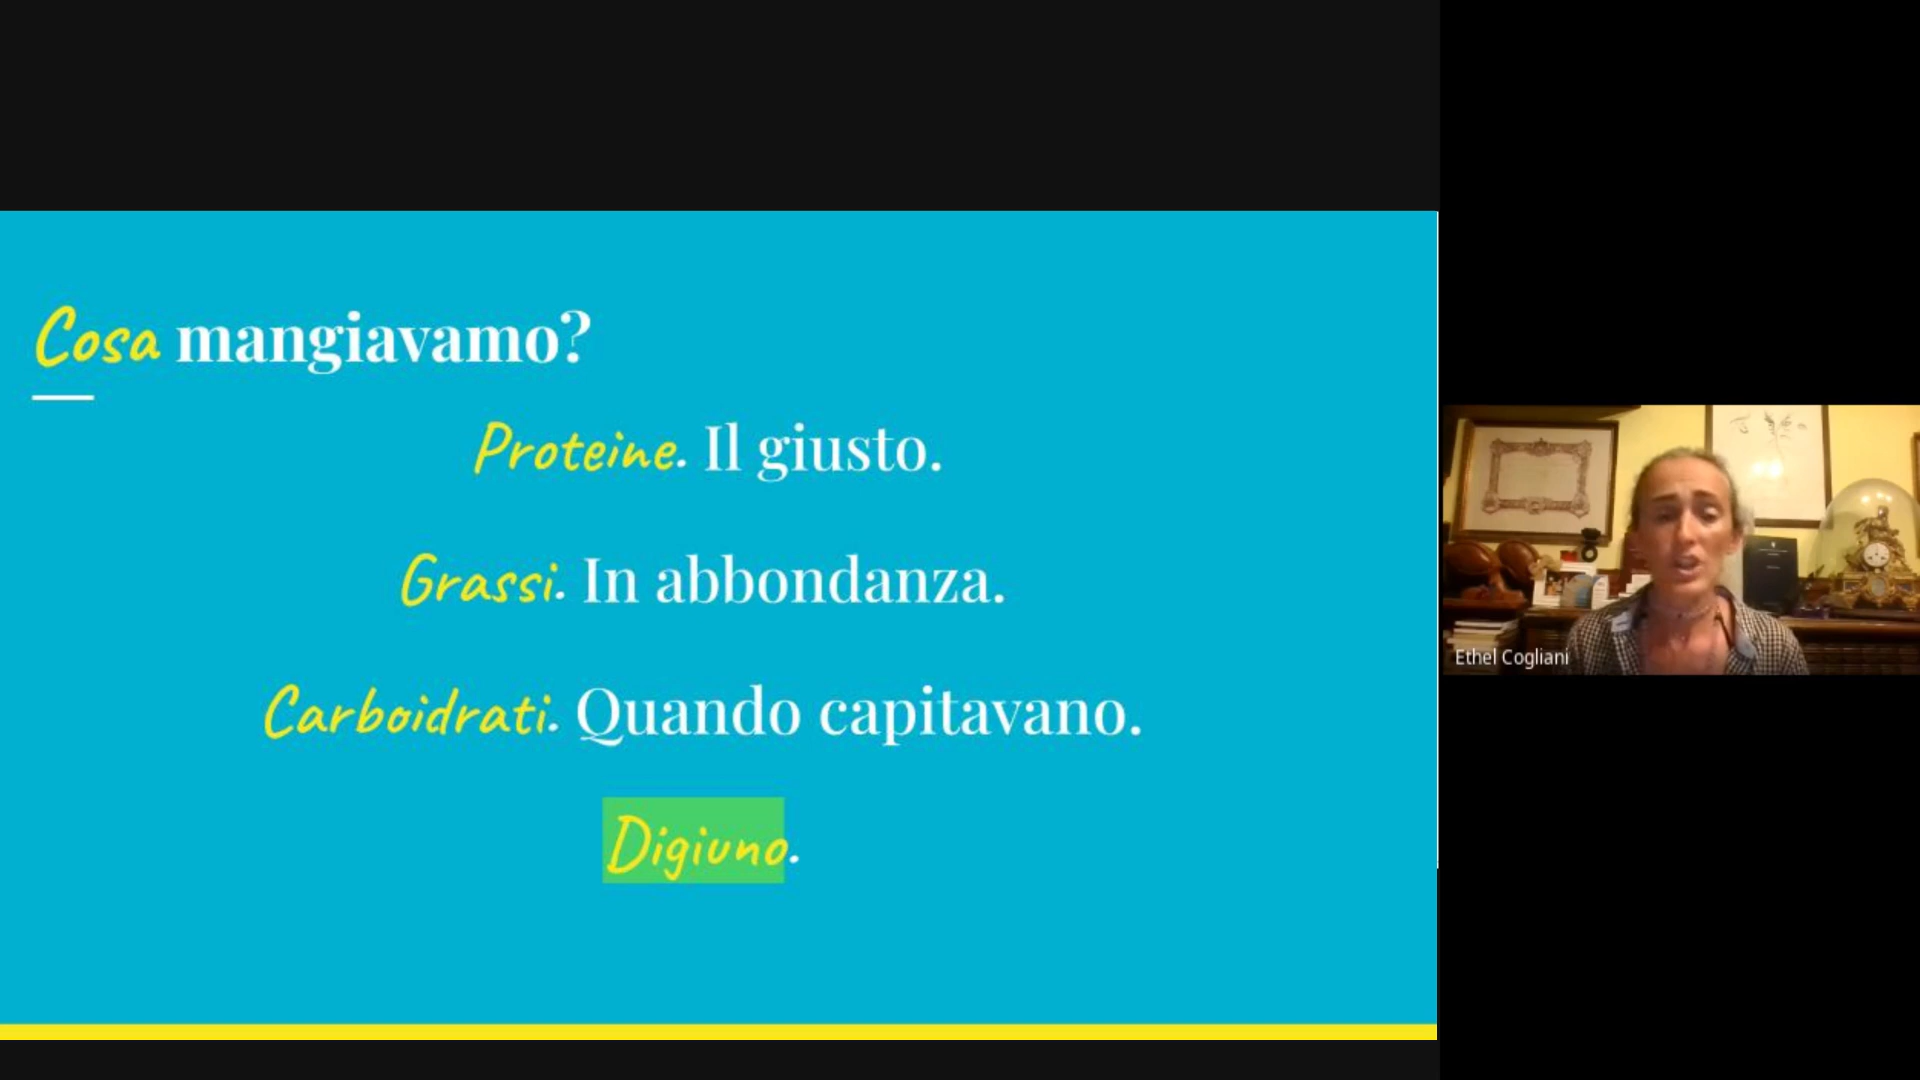 Cosa mangiavamo?
Proteine. Il giusto.
Grassi. In abbondanza.
Carboidrati. Quando capitavano.
Digiuno.
Ethel Cogliani